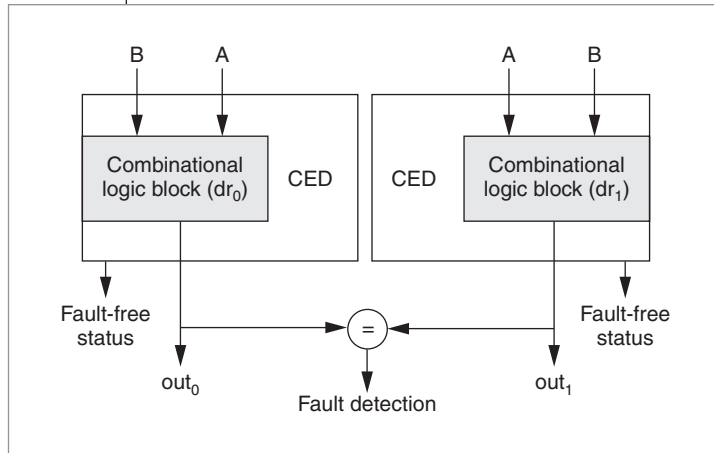 B A A B
Combinational
logic block (dr₀)
CED
CED
Combinational
logic block (dr₁)
Fault-free
status
=
Fault-free
status
out₀
Fault detection
out₁